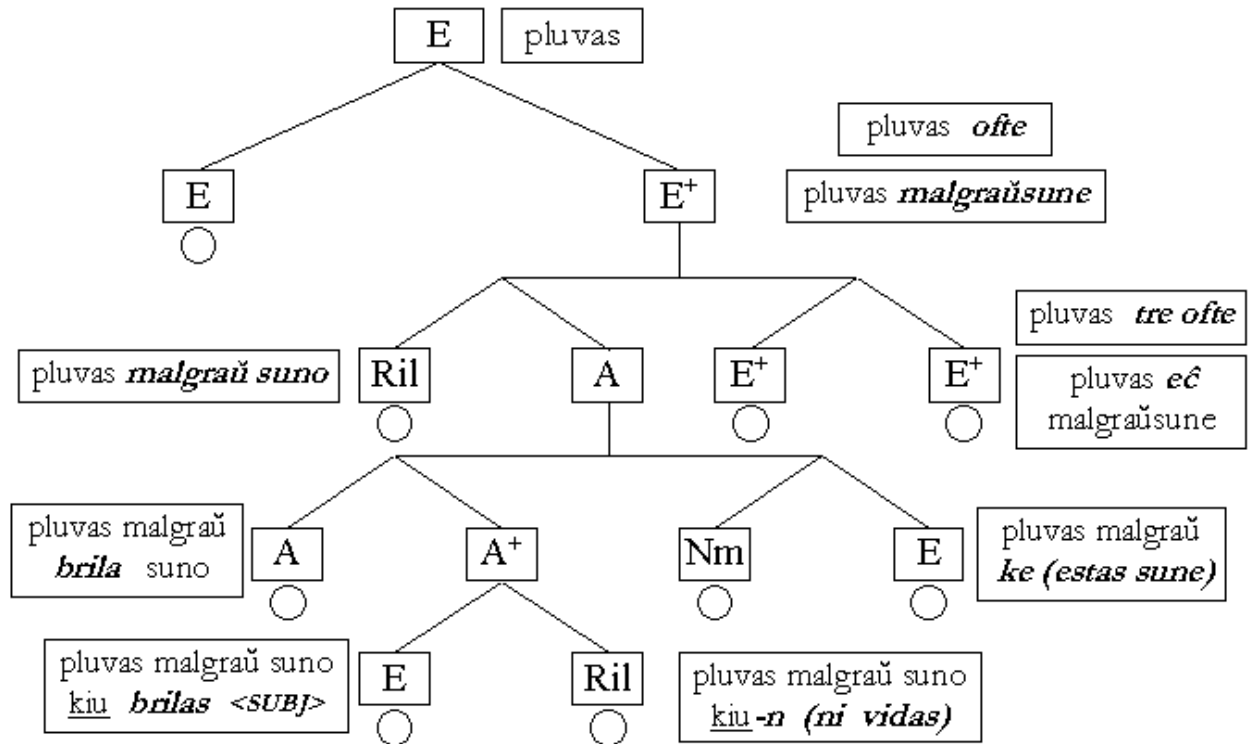 E
pluvas
pluvas ofte
E
E+
pluvas malgraŭsune
pluvas tre ofte
pluvas malgraŭ suno
Ril
A
E+
E+
pluvas eĉ
malgraŭsune
pluvas malgraŭ
brila suno
A
A+
Nm
E
pluvas malgraŭ
ke (estas sune)
pluvas malgraŭ suno
kiu brilas <SUBJ>
E
Ril
pluvas malgraŭ suno
kiu-n (ni vidas)